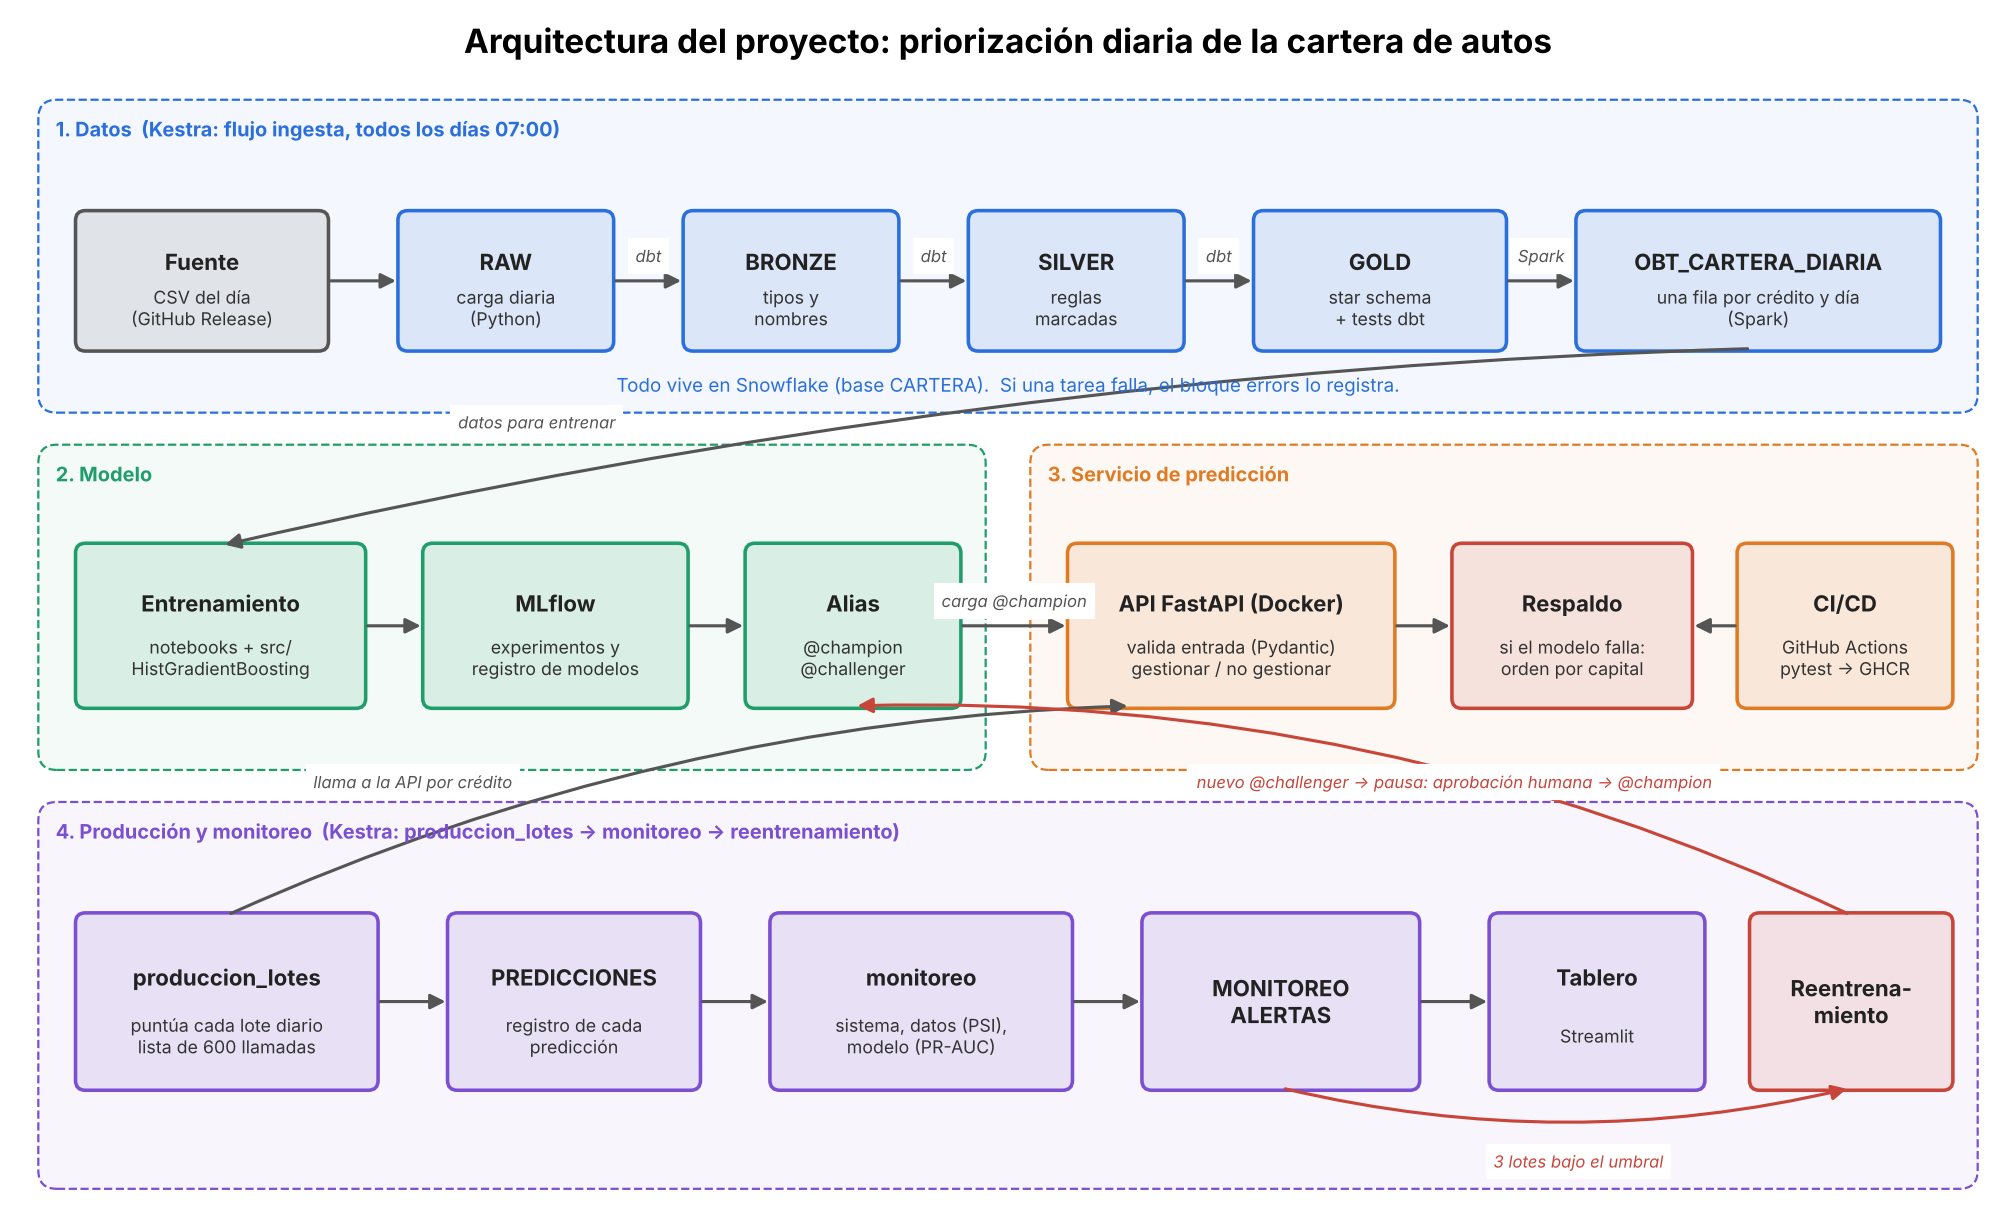 Arquitectura del proyecto: priorización diaria de la cartera de autos
1. Datos  (Kestra: flujo ingesta, todos los días 07:00)
Fuente
CSV del día
(GitHub Release)
RAW
carga diaria
(Python)
dbt
BRONZE
tipos y
nombres
dbt
SILVER
reglas
marcadas
dbt
GOLD
star schema
+ tests dbt
Spark
OBT_CARTERA_DIARIA
una fila por crédito y día
(Spark)
Todo vive en Snowflake (base CARTERA).  Si una tarea falla, el bloque errors lo registra.
datos para entrenar
2. Modelo
Entrenamiento
notebooks + src/
HistGradientBoosting
MLflow
experimentos y
registro de modelos
Alias
@champion
@challenger
carga @champion
3. Servicio de predicción
API FastAPI (Docker)
valida entrada (Pydantic)
gestionar / no gestionar
Respaldo
si el modelo falla:
orden por capital
CI/CD
GitHub Actions
pytest → GHCR
llama a la API por crédito
nuevo @challenger → pausa: aprobación humana → @champion
4. Producción y monitoreo  (Kestra: produccion_lotes → monitoreo → reentrenamiento)
produccion_lotes
puntúa cada lote diario
lista de 600 llamadas
PREDICCIONES
registro de cada
predicción
monitoreo
sistema, datos (PSI),
modelo (PR-AUC)
MONITOREO
ALERTAS
Tablero
Streamlit
Reentrena-
miento
3 lotes bajo el umbral